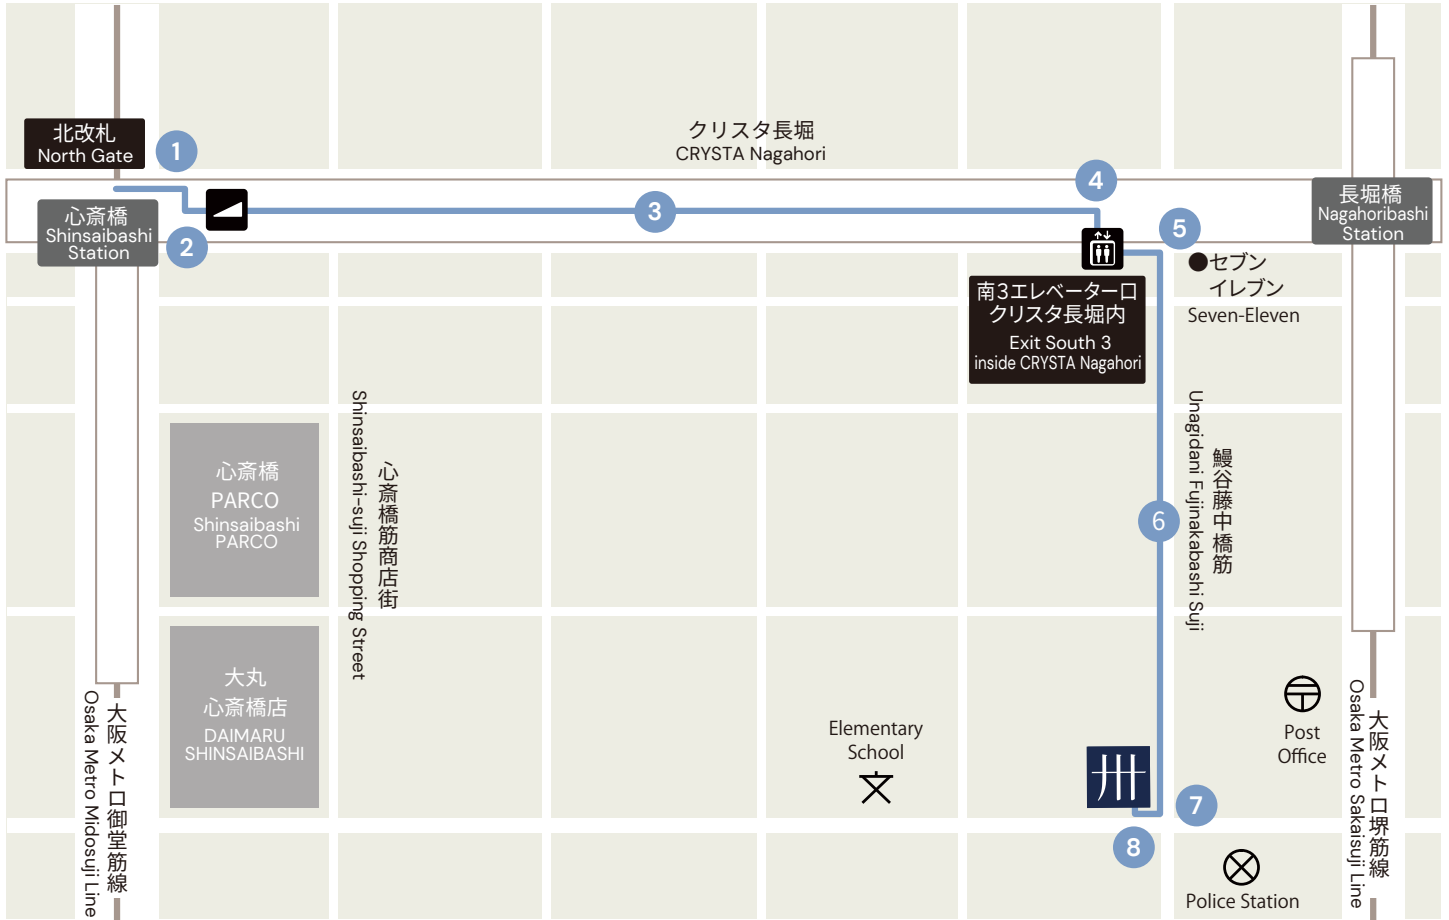 北改札
North Gate
1
クリスタ長堀
CRYSTA Nagahori
4
心斎橋
Shinsaibashi
Station
2
3
5
長堀橋
Nagahoribashi
Station
セブン
イレブン
Seven-Eleven
南3エレベーター口
クリスタ長堀内
Exit South 3
inside CRYSTA Nagahori
心斎橋
PARCO
Shinsaibashi
PARCO
心斎橋筋商店街
Shinsaibashi-suji Shopping Street
鰻谷藤中橋筋
Unagidani Fujinakabashi Suji
6
大丸
心斎橋店
DAIMARU
SHINSAIBASHI
大阪メトロ御堂筋線
Osaka Metro Midosuji Line
Elementary
School
Post
Office
大阪メトロ堺筋線
Osaka Metro Sakaisuji Line
卅
7
8
Police Station